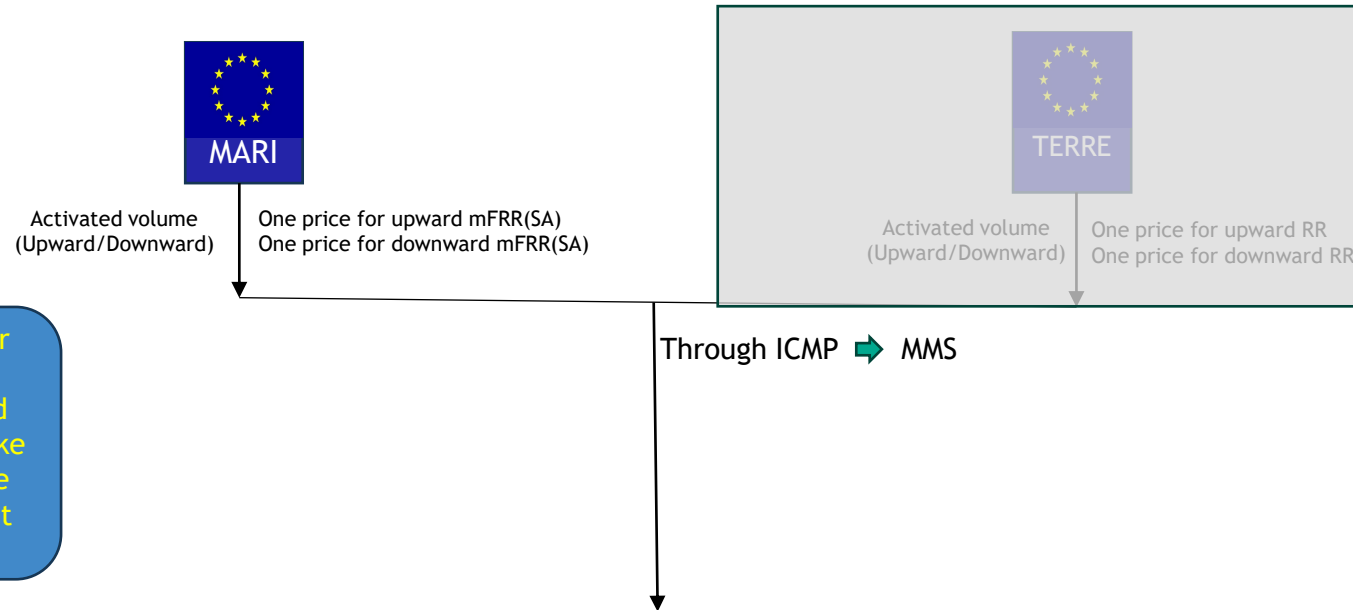 MARI
Activated volume
(Upward/Downward)
One price for upward mFRR(SA)
One price for downward mFRR(SA)
TERRE
Activated volume
(Upward/Downward)
One price for upward RR
One price for downward RR
Through ICMP
MMS